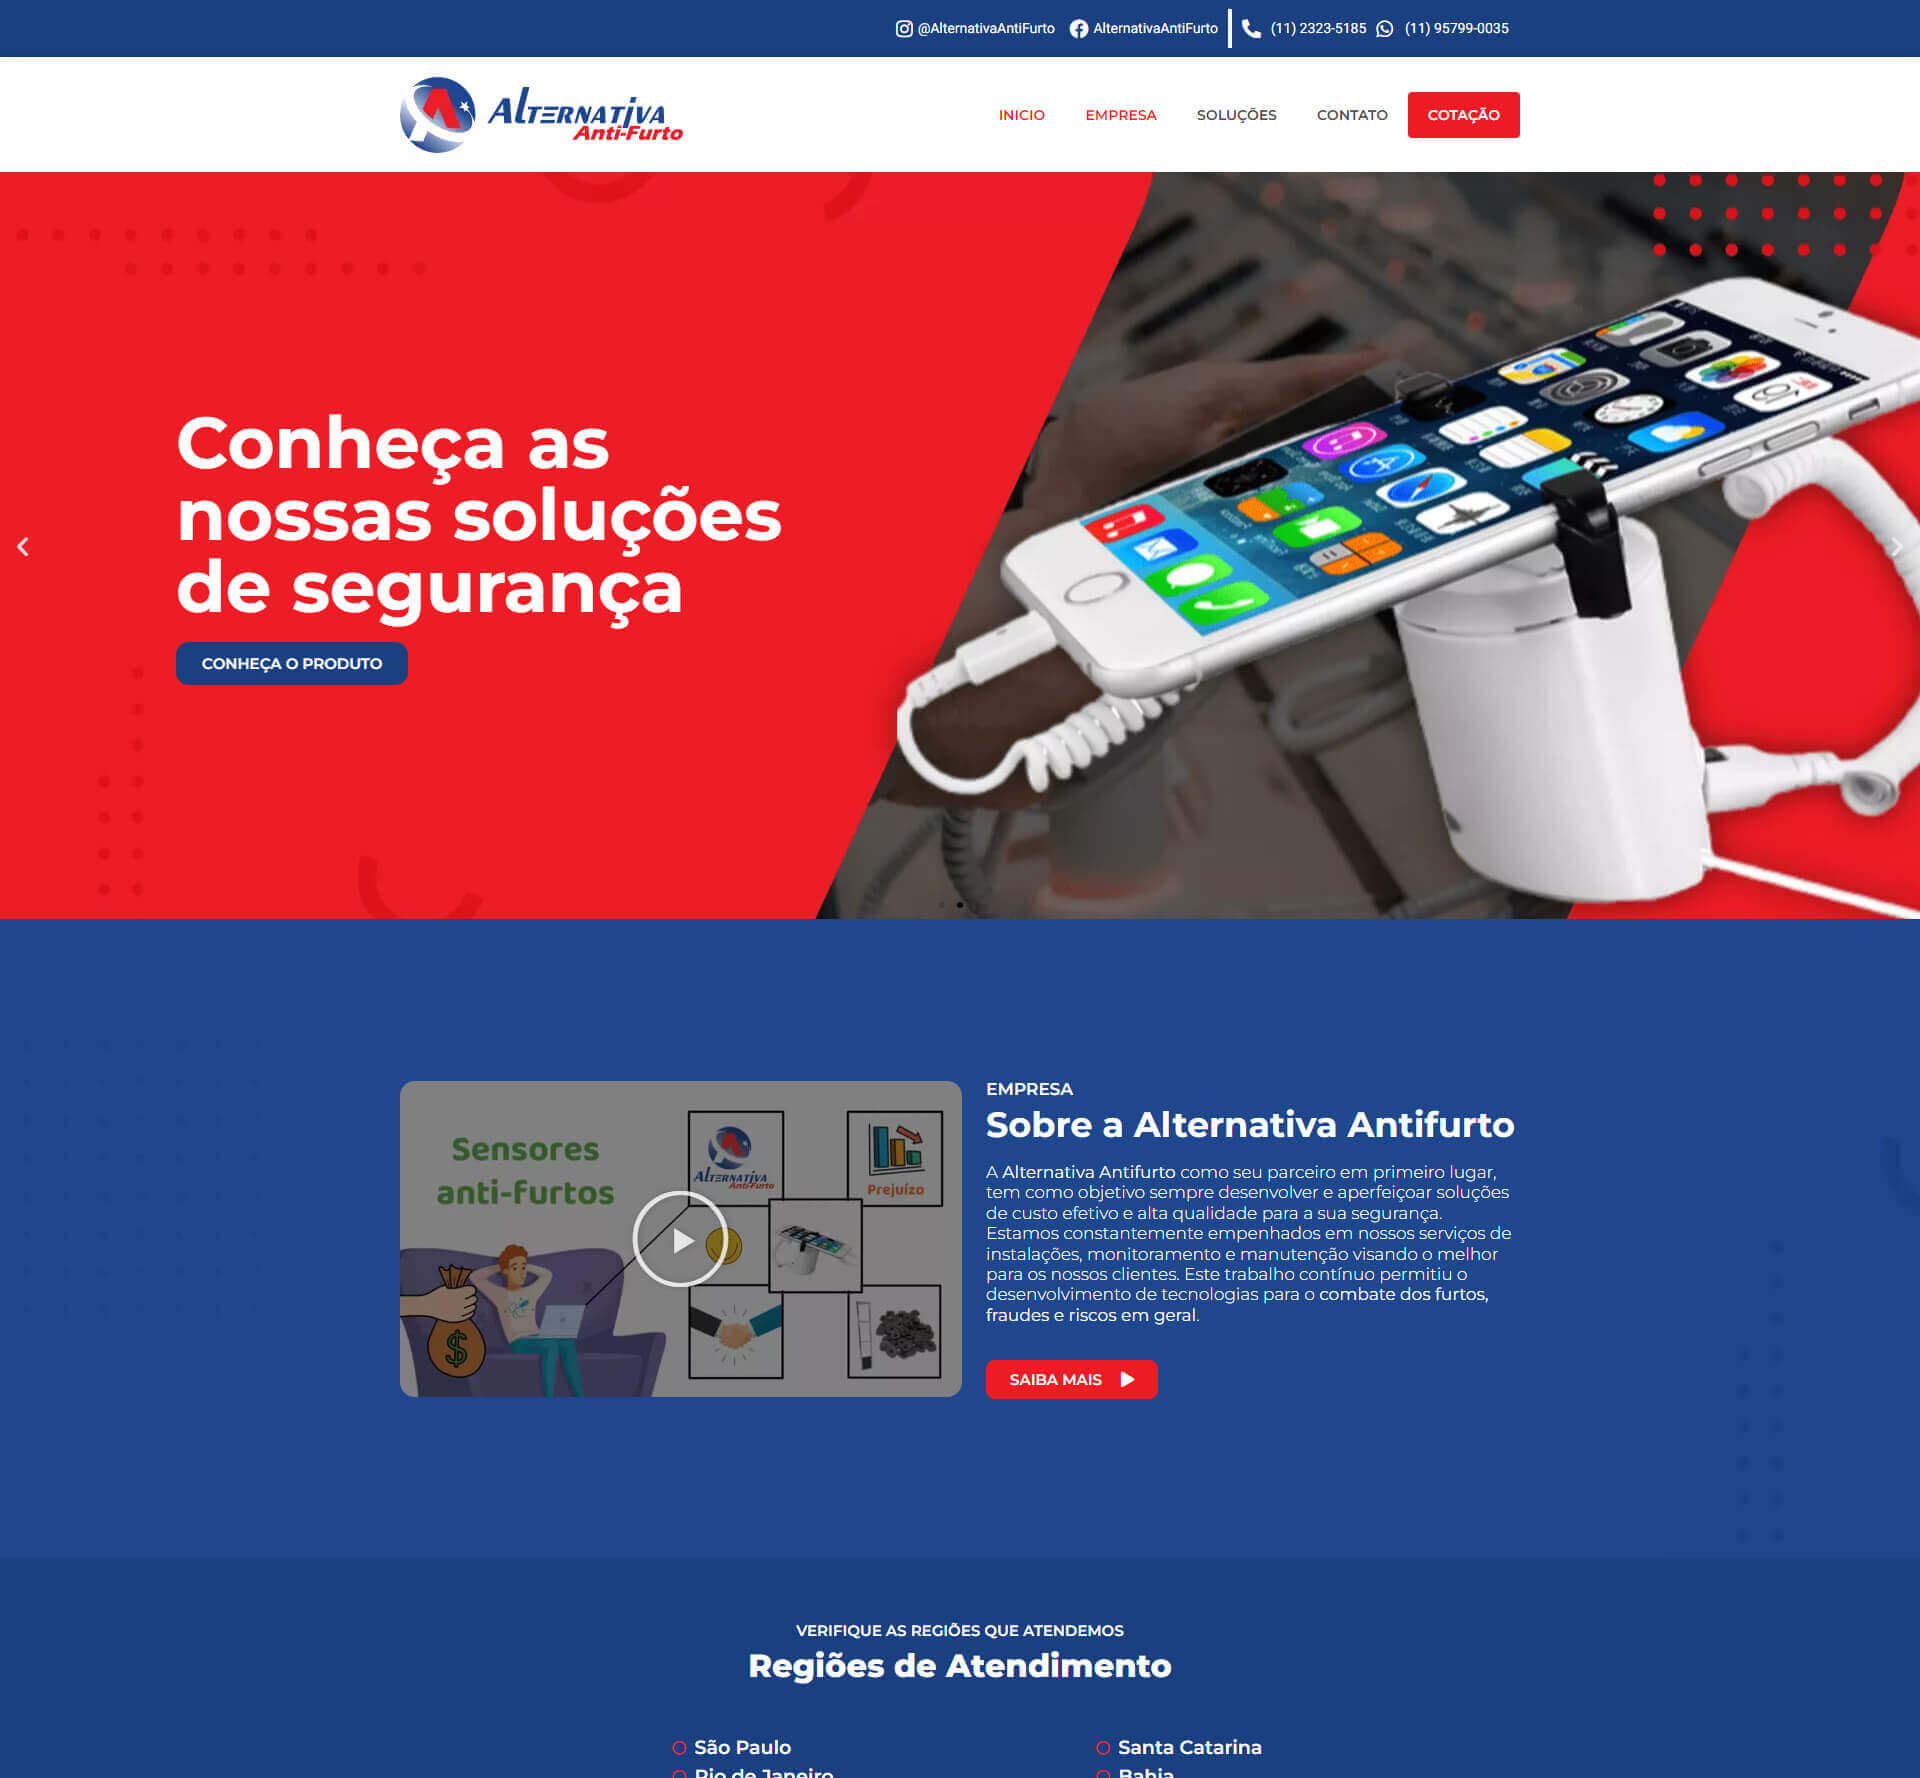 @AlternativaAntiFurto AlternativaAntiFurto (11) 2323-5185 (11) 95799-0035
ALTERNATIVA
Anti-Furto
INICIO EMPRESA SOLUÇÕES CONTATO COTAÇÃO
Conheça as
nossas soluções
de segurança
CONHEÇA O PRODUTO
Sensores
anti-furtos
ALTERNATIVA
Anti-Furto
Prejuízo
EMPRESA
Sobre a Alternativa Antifurto
A Alternativa Antifurto como seu parceiro em primeiro lugar,
tem como objetivo sempre desenvolver e aperfeiçoar soluções
de custo efetivo e alta qualidade para a sua segurança.
Estamos constantemente empenhados em nossos serviços de
instalações, monitoramento e manutenção visando o melhor
para os nossos clientes. Este trabalho contínuo permitiu o
desenvolvimento de tecnologias para o combate dos furtos,
fraudes e riscos em geral.
SAIBA MAIS
VERIFIQUE AS REGIÕES QUE ATENDEMOS
Regiões de Atendimento
São Paulo
Santa Catarina
Rio de Janeiro
Bahia